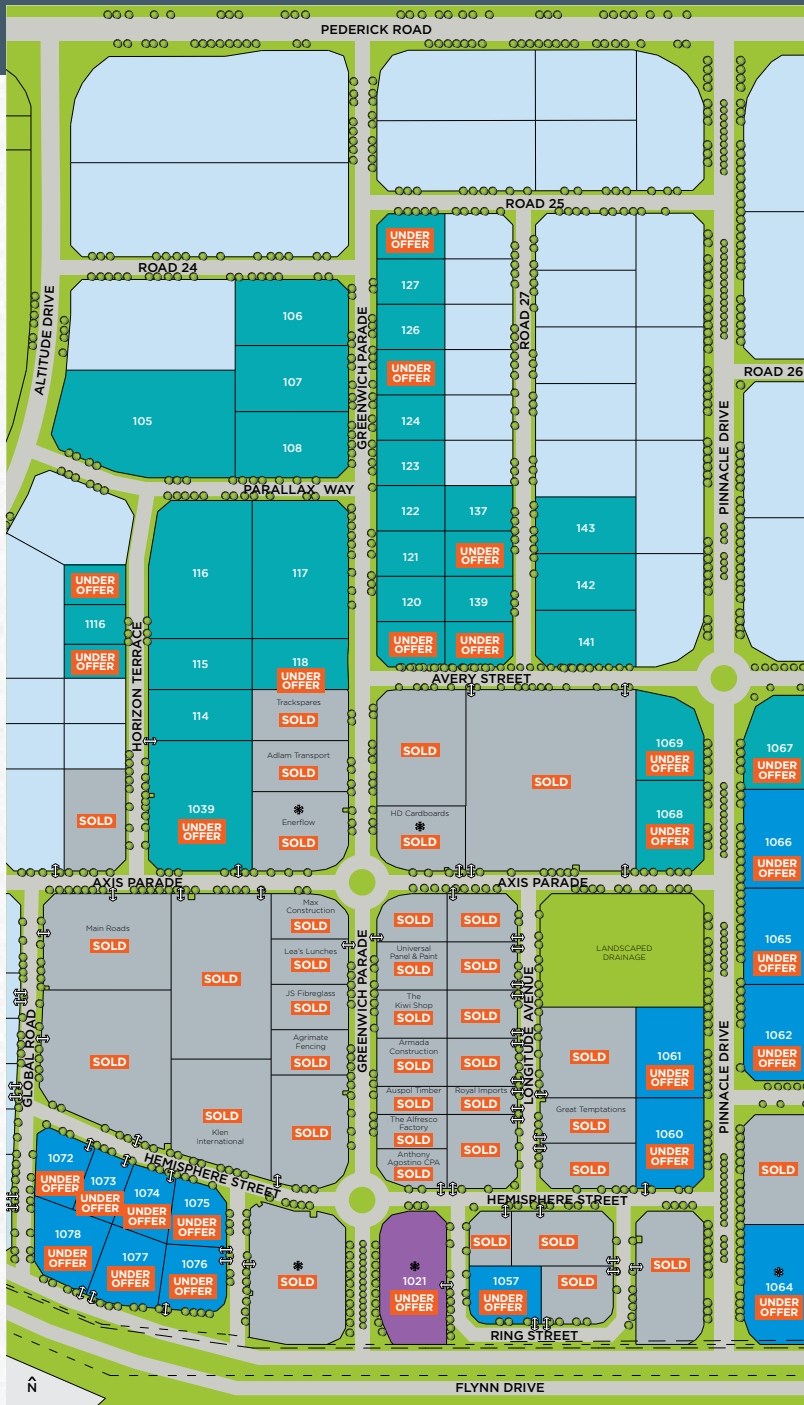 PEDERICK ROAD
ROAD 25
UNDER
OFFER
ROAD 24
127
ALTITUDE DRIVE
106
GREENWICH PARADE
126
ROAD 27
107
UNDER
OFFER
ROAD 26
105
124
PINNACLE DRIVE
108
123
PARALLAX WAY
122
137
143
116
117
121
UNDER
OFFER
UNDER
OFFER
142
120
139
1116
HORIZON TERRACE
UNDER
OFFER
UNDER
OFFER
141
UNDER
OFFER
115
118
UNDER
OFFER
AVERY STREET
Trackspares
SOLD
114
1069
UNDER
OFFER
1067
UNDER
OFFER
SOLD
Adlam Transport
SOLD
SOLD
1039
UNDER
OFFER
Enerflow
SOLD
HD Cardboards
SOLD
1068
UNDER
OFFER
1066
UNDER
OFFER
SOLD
AXIS PARADE
AXIS PARADE
Max
Construction
SOLD
SOLD
SOLD
Main Roads
SOLD
Lea's Lunches
SOLD
Universal
Panel & Paint
SOLD
SOLD
LANDSCAPED
DRAINAGE
1065
UNDER
OFFER
SOLD
JS Fibreglass
SOLD
The
Kiwi Shop
SOLD
SOLD
GLOBAL ROAD
GREENWICH PARADE
LONGITUDE AVENUE
PINNACLE DRIVE
SOLD
Agrimate
Fencing
SOLD
Armada
Construction
SOLD
SOLD
SOLD
1061
UNDER
OFFER
1062
UNDER
OFFER
Auspol Timber
SOLD
Royal Imports
SOLD
SOLD
Klen
International
SOLD
The Alfresco
Factory
SOLD
SOLD
Great Temptations
SOLD
1060
UNDER
OFFER
Anthony
Agostino CPA
SOLD
SOLD
SOLD
HEMISPHERE STREET
HEMISPHERE STREET
1072
UNDER
OFFER
1073
UNDER
OFFER
1074
UNDER
OFFER
1075
UNDER
OFFER
1078
UNDER
OFFER
1077
UNDER
OFFER
1076
UNDER
OFFER
SOLD
1021
UNDER
OFFER
SOLD
SOLD
1057
UNDER
OFFER
SOLD
SOLD
1064
UNDER
OFFER
RING STREET
N
FLYNN DRIVE